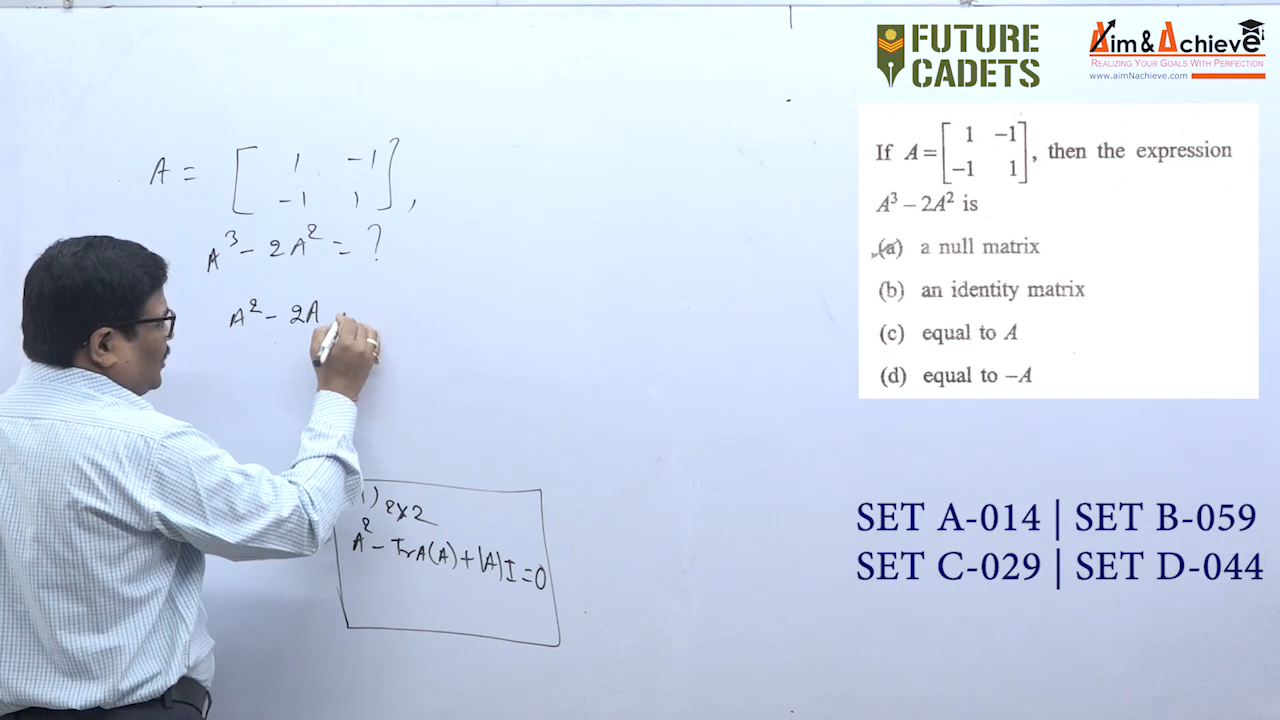 FUTURE
CADETS
Aim & Achieve
REALIZING YOUR GOALS WITH PERFECTION
www.aimNachieve.com
A = [ 1 -1
-1 1 ],
A³ - 2A² = ?
A² - 2A
1) 2x2
A² - TrA(A) + |A|I = 0
If A = [ 1 -1
-1 1 ], then the expression
A³ – 2A² is
(a) a null matrix
(b) an identity matrix
(c) equal to A
(d) equal to –A
SET A-014 | SET B-059
SET C-029 | SET D-044